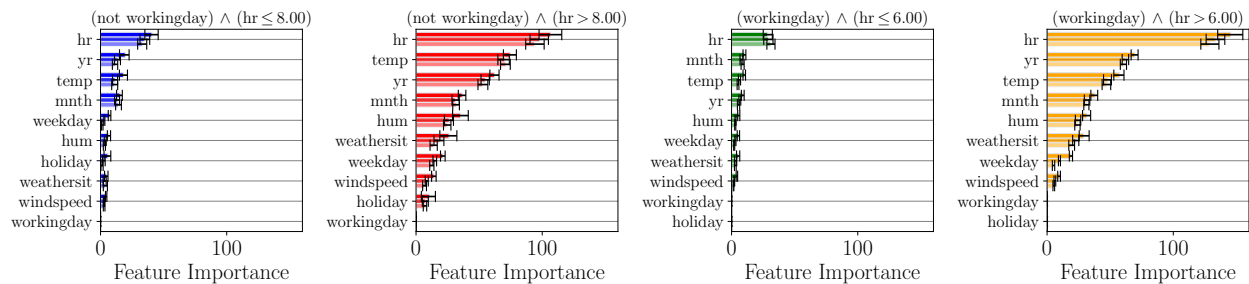 (not workingday) ∧ (hr ≤ 8.00)
hr
yr
temp
mnth
weekday
hum
holiday
weathersit
windspeed
workingday
0 100
Feature Importance
(not workingday) ∧ (hr > 8.00)
hr
temp
yr
mnth
hum
weathersit
weekday
windspeed
holiday
workingday
0 100
Feature Importance
(workingday) ∧ (hr ≤ 6.00)
hr
mnth
temp
yr
hum
weekday
weathersit
windspeed
workingday
holiday
0 100
Feature Importance
(workingday) ∧ (hr > 6.00)
hr
yr
temp
mnth
hum
weathersit
weekday
windspeed
workingday
holiday
0 100
Feature Importance